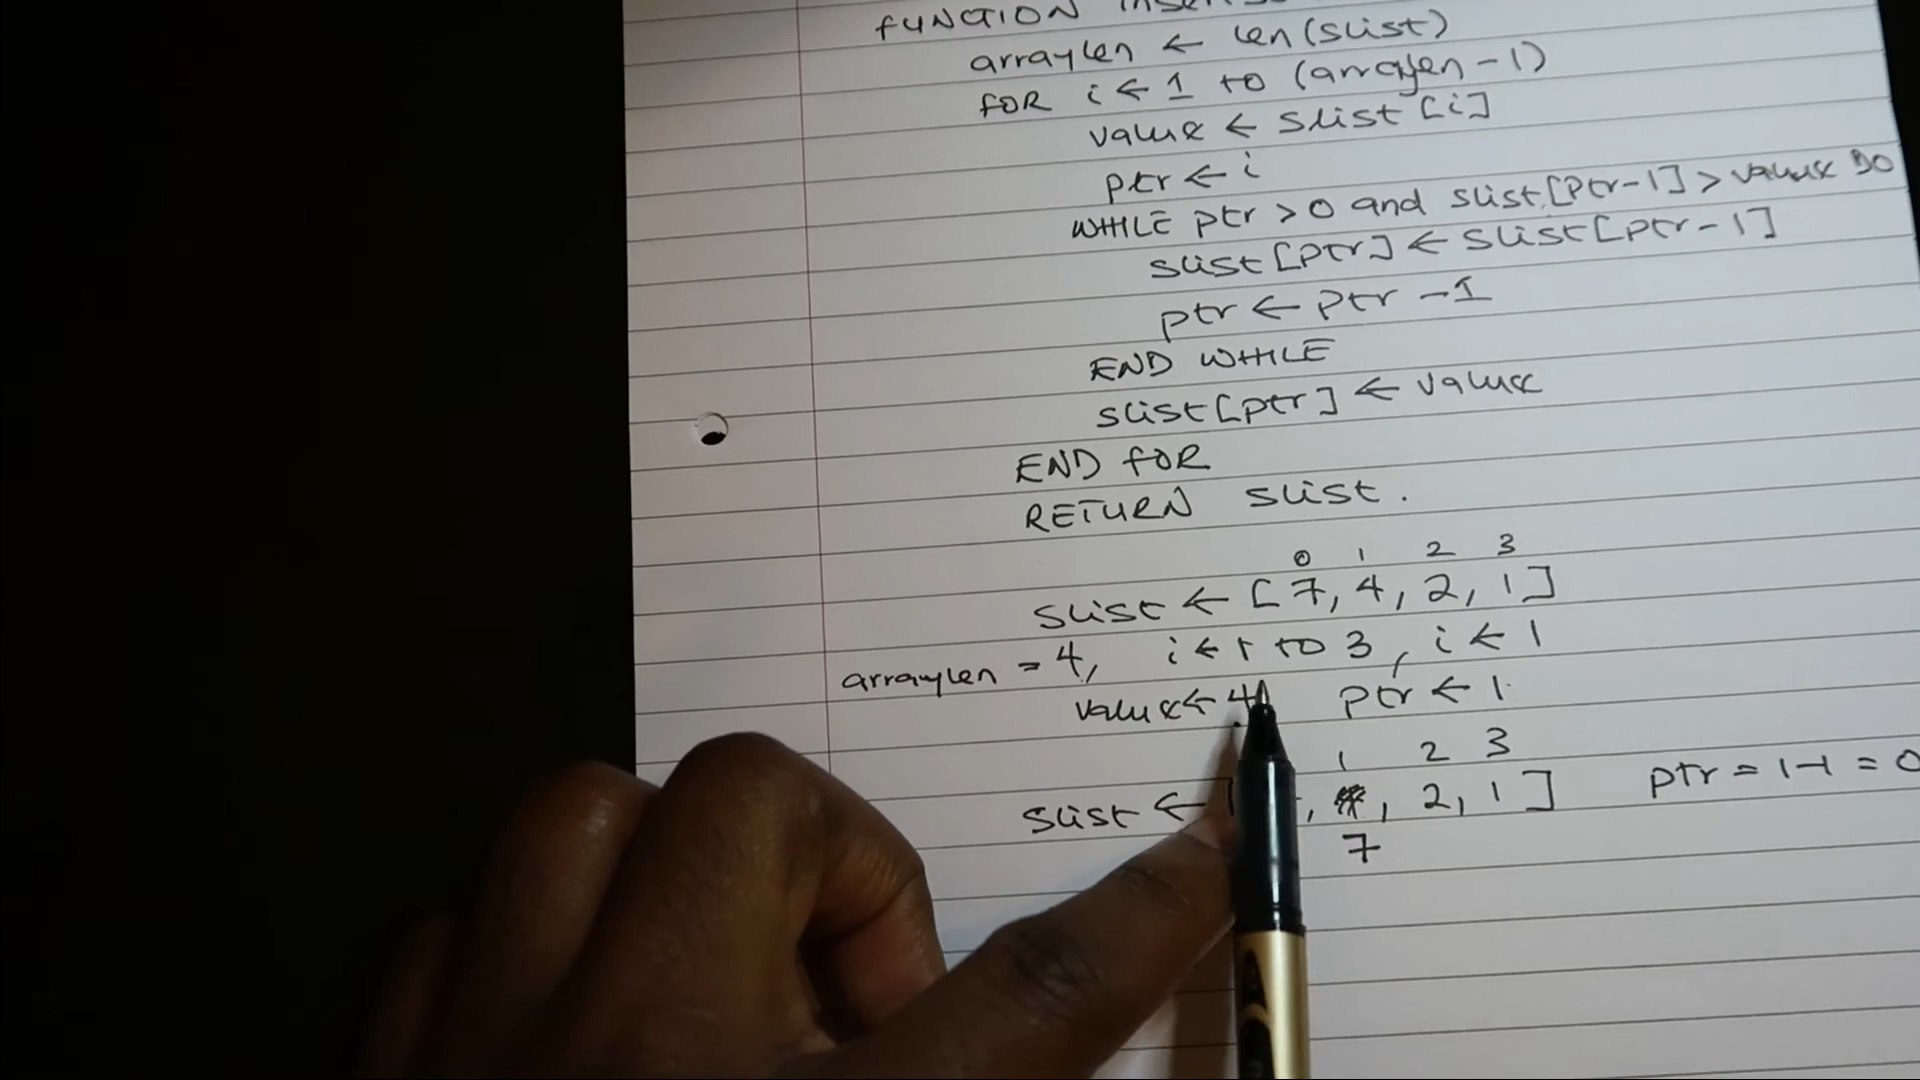 FUNCTION
arraylen ← len(slist)
FOR i ← 1 to (arraylen - 1)
value ← slist [i]
ptr ← i
WHILE ptr > 0 and slist[ptr-1] > value DO
slist [ptr] ← slist[ptr-1]
ptr ← ptr - 1
END WHILE
slist[ptr] ← value
END FOR
RETURN slist.
0 1 2 3
slist ← [7, 4, 2, 1]
arraylen = 4, i ← 1 to 3, i ← 1
value ← 4 ptr ← 1
1 2 3
slist ← [ , , 2, 1] ptr = 1-1 = 0
7